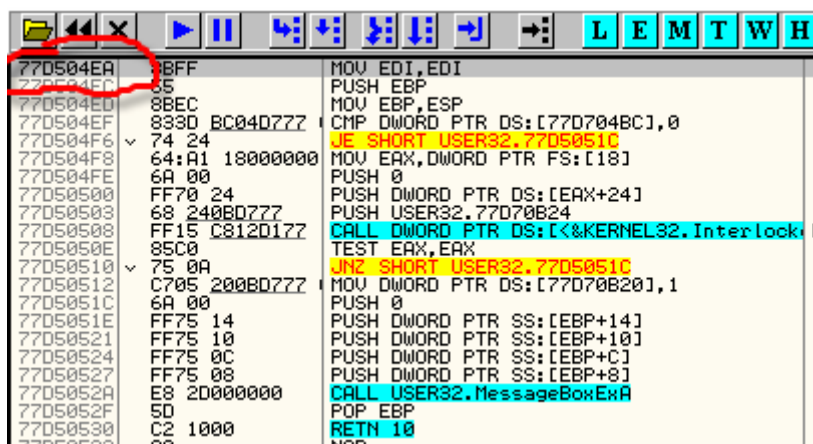 L E M T W H
77D504EA 8BFF MOV EDI,EDI
77D504EC 55 PUSH EBP
77D504ED 8BEC MOV EBP,ESP
77D504EF 833D BC04D777 CMP DWORD PTR DS:[77D704BC],0
77D504F6 74 24 JE SHORT USER32.77D5051C
77D504F8 64:A1 18000000 MOV EAX,DWORD PTR FS:[18]
77D504FE 6A 00 PUSH 0
77D50500 FF70 24 PUSH DWORD PTR DS:[EAX+24]
77D50503 68 240BD777 PUSH USER32.77D70B24
77D50508 FF15 C812D177 CALL DWORD PTR DS:[<&KERNEL32.Interlock
77D5050E 85C0 TEST EAX,EAX
77D50510 75 0A JNZ SHORT USER32.77D5051C
77D50512 C705 200BD777 MOV DWORD PTR DS:[77D70B20],1
77D5051C 6A 00 PUSH 0
77D5051E FF75 14 PUSH DWORD PTR SS:[EBP+14]
77D50521 FF75 10 PUSH DWORD PTR SS:[EBP+10]
77D50524 FF75 0C PUSH DWORD PTR SS:[EBP+C]
77D50527 FF75 08 PUSH DWORD PTR SS:[EBP+8]
77D5052A E8 2D000000 CALL USER32.MessageBoxExA
77D5052F 5D POP EBP
77D50530 C2 1000 RETN 10